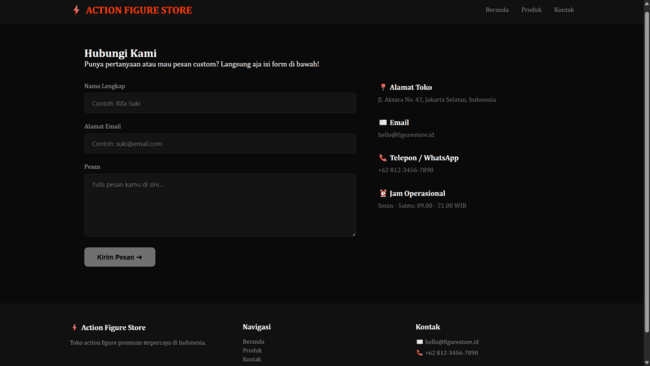 ACTION FIGURE STORE
Beranda Produk Kontak
Hubungi Kami
Punya pertanyaan atau mau pesan custom? Langsung aja isi form di bawah!
Nama Lengkap
Contoh: Rifa Suki
Alamat Email
Contoh: suki@email.com
Pesan
Tulis pesan kamu di sini...
Kirim Pesan ➔
Alamat Toko
Jl. Aksara No. 42, Jakarta Selatan, Indonesia
Email
hello@figurestore.id
Telepon / WhatsApp
+62 812-3456-7890
Jam Operasional
Senin - Sabtu: 09.00 - 21.00 WIB
Action Figure Store
Toko action figure premium terpercaya di Indonesia.
Navigasi
Beranda
Produk
Kontak
Kontak
hello@figurestore.id
+62 812-3456-7890